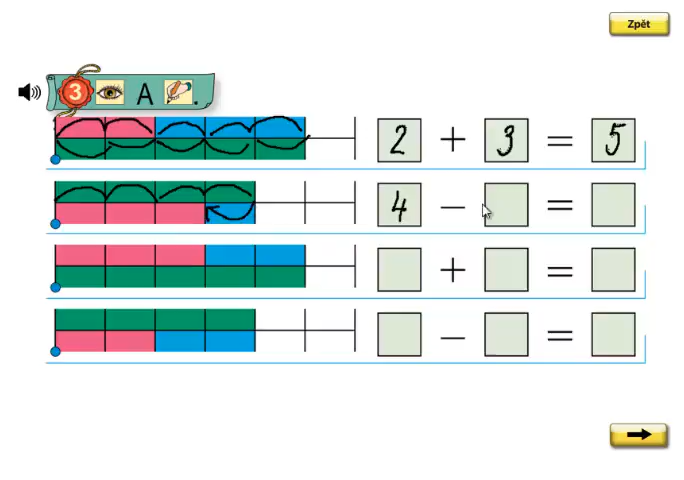 Zpět
3 A .
2 + 3 = 5
4 − =
+ =
− =